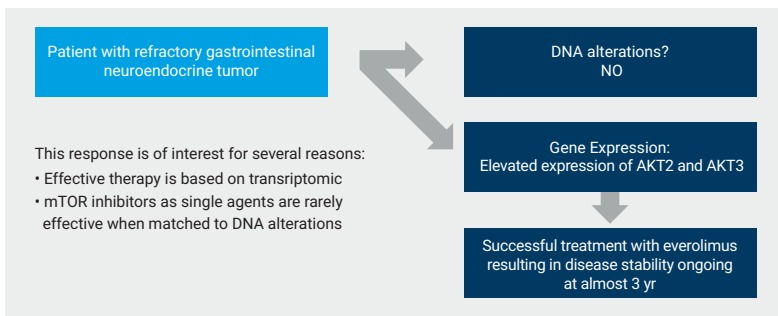 Patient with refractory gastrointestinal
neuroendocrine tumor
DNA alterations?
NO
Gene Expression:
Elevated expression of AKT2 and AKT3
This response is of interest for several reasons:
• Effective therapy is based on transriptomic
• mTOR inhibitors as single agents are rarely
effective when matched to DNA alterations
Successful treatment with everolimus
resulting in disease stability ongoing
at almost 3 yr